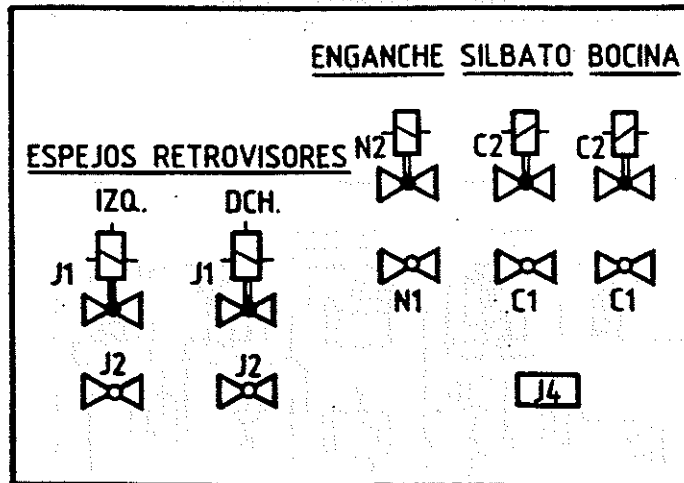 ENGANCHE SILBATO BOCINA
N2 C2 C2
ESPEJOS RETROVISORES
IZQ. DCH.
J1 J1
N1 C1 C1
J2 J2
J4